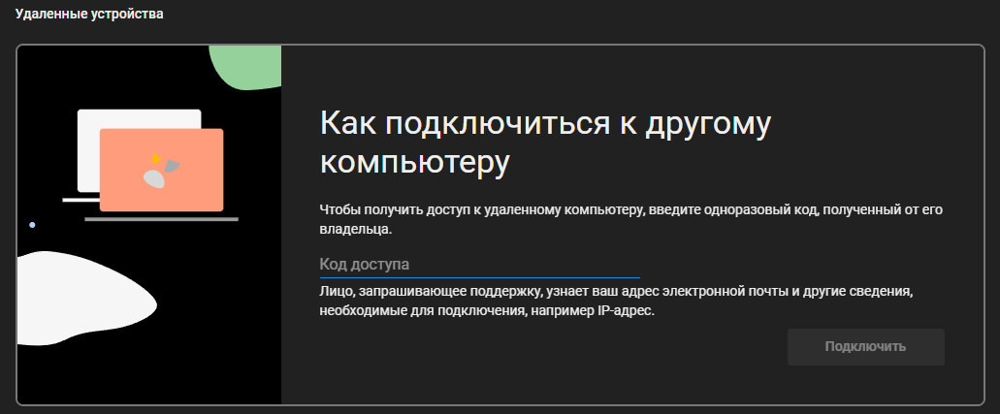 Удаленные устройства
Как подключиться к другому
компьютеру
Чтобы получить доступ к удаленному компьютеру, введите одноразовый код, полученный от его
владельца.
Код доступа
Лицо, запрашивающее поддержку, узнает ваш адрес электронной почты и другие сведения,
необходимые для подключения, например IP-адрес.
Подключить